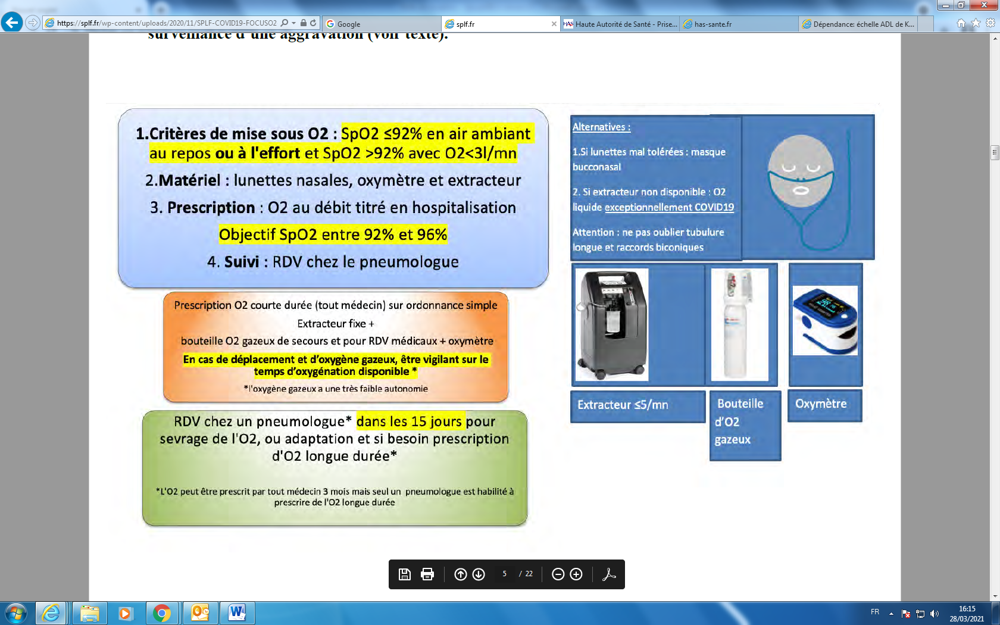 https://splf.fr/wp-content/uploads/2020/11/SPLF-COVID19-FOCUSO2
Google
splf.fr
HAS Haute Autorité de Santé - Prise...
has-sante.fr
Dépendance: échelle ADL de K...
surveillance d'une aggravation (voir texte).
1.Critères de mise sous O2 : SpO2 ≤92% en air ambiant
au repos ou à l'effort et SpO2 >92% avec O2<3l/mn
2.Matériel : lunettes nasales, oxymètre et extracteur
3. Prescription : O2 au débit titré en hospitalisation
Objectif SpO2 entre 92% et 96%
4. Suivi : RDV chez le pneumologue
Prescription O2 courte durée (tout médecin) sur ordonnance simple
Extracteur fixe +
bouteille O2 gazeux de secours et pour RDV médicaux + oxymètre
En cas de déplacement et d'oxygène gazeux, être vigilant sur le
temps d'oxygénation disponible *
*l'oxygène gazeux a une très faible autonomie
RDV chez un pneumologue* dans les 15 jours pour
sevrage de l'O2, ou adaptation et si besoin prescription
d'O2 longue durée*
*L'O2 peut être prescrit par tout médecin 3 mois mais seul un pneumologue est habilité à
prescrire de l'O2 longue durée
Alternatives :
1.Si lunettes mal tolérées : masque
bucconasal
2. Si extracteur non disponible : O2
liquide exceptionnellement COVID19
Attention : ne pas oublier tubulure
longue et raccords biconiques
Extracteur ≤5/mn
Bouteille
d'O2
gazeux
Oxymètre
5 / 22
FR
16:15
28/03/2021